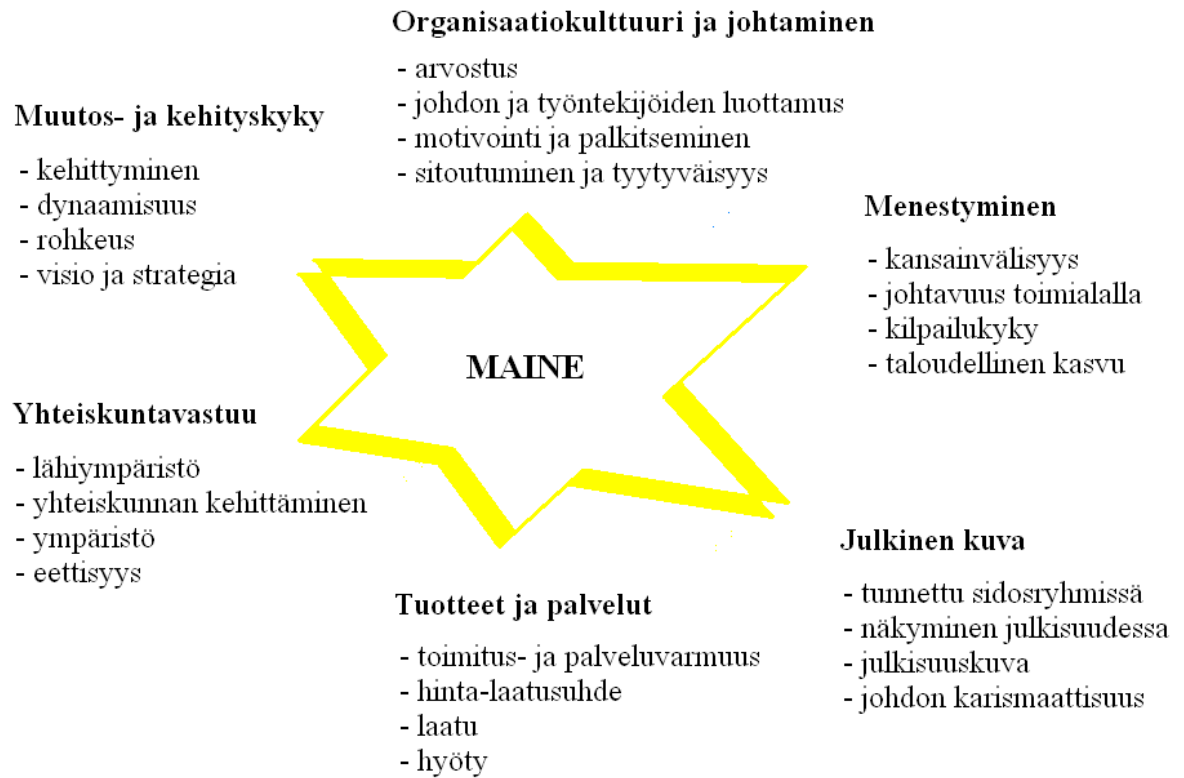 Organisaatiokulttuuri ja johtaminen
- arvostus
- johdon ja työntekijöiden luottamus
- motivointi ja palkitseminen
- sitoutuminen ja tyytyväisyys
Muutos- ja kehityskyky
- kehittyminen
- dynaamisuus
- rohkeus
- visio ja strategia
Menestyminen
- kansainvälisyys
- johtavuus toimialalla
- kilpailukyky
- taloudellinen kasvu
MAINE
Yhteiskuntavastuu
- lähiympäristö
- yhteiskunnan kehittäminen
- ympäristö
- eettisyys
Julkinen kuva
- tunnettu sidosryhmissä
- näkyminen julkisuudessa
- julkisuuskuva
- johdon karismaattisuus
Tuotteet ja palvelut
- toimitus- ja palveluvarmuus
- hinta-laatusuhde
- laatu
- hyöty